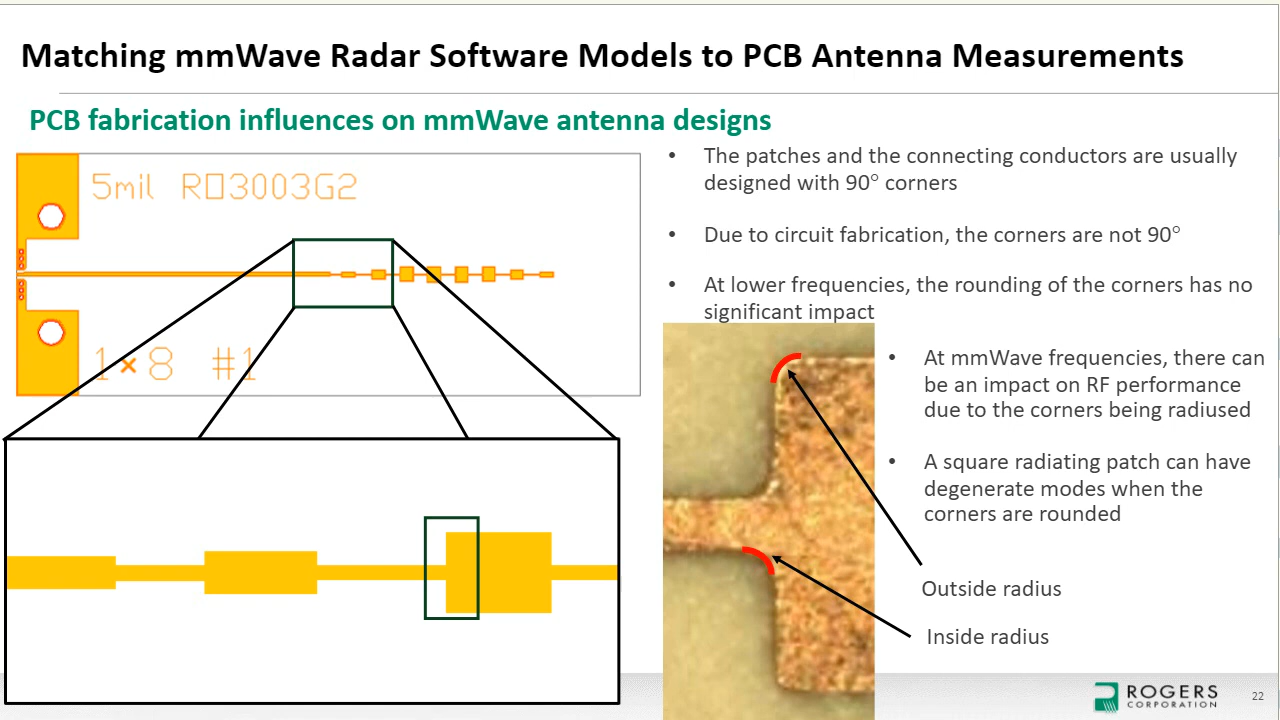 Matching mmWave Radar Software Models to PCB Antenna Measurements
PCB fabrication influences on mmWave antenna designs
5mil RO3003G2
1×8 #1
• The patches and the connecting conductors are usually
designed with 90° corners
• Due to circuit fabrication, the corners are not 90°
• At lower frequencies, the rounding of the corners has no
significant impact
• At mmWave frequencies, there can
be an impact on RF performance
due to the corners being radiused
• A square radiating patch can have
degenerate modes when the
corners are rounded
Outside radius
Inside radius
ROGERS
CORPORATION
22